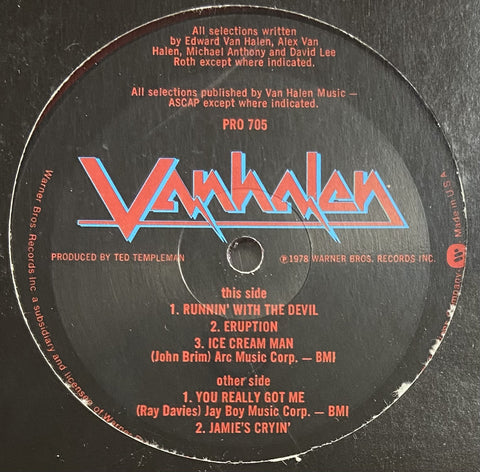 All selections written
by Edward Van Halen, Alex Van
Halen, Michael Anthony and David Lee
Roth except where indicated.
All selections published by Van Halen Music —
ASCAP except where indicated.
PRO 705
Vanhalen
PRODUCED BY TED TEMPLEMAN
℗1978 WARNER BROS. RECORDS INC.
this side
1. RUNNIN' WITH THE DEVIL
2. ERUPTION
3. ICE CREAM MAN
(John Brim) Arc Music Corp. — BMI
other side
1. YOU REALLY GOT ME
(Ray Davies) Jay Boy Music Corp. — BMI
2. JAMIE'S CRYIN'
Warner Bros. Records Inc. a subsidiary and licensee of Warner
Company
Made in U.S.A.